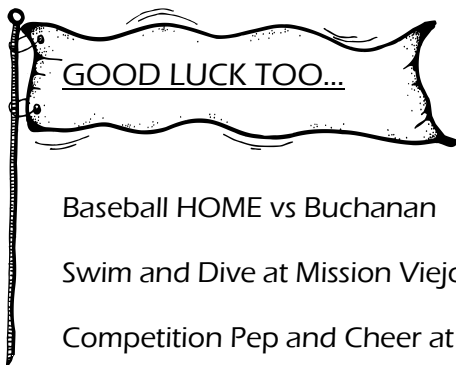 GOOD LUCK TOO...
Baseball HOME vs Buchanan
Swim and Dive at Mission Viejo
Competition Pep and Cheer at